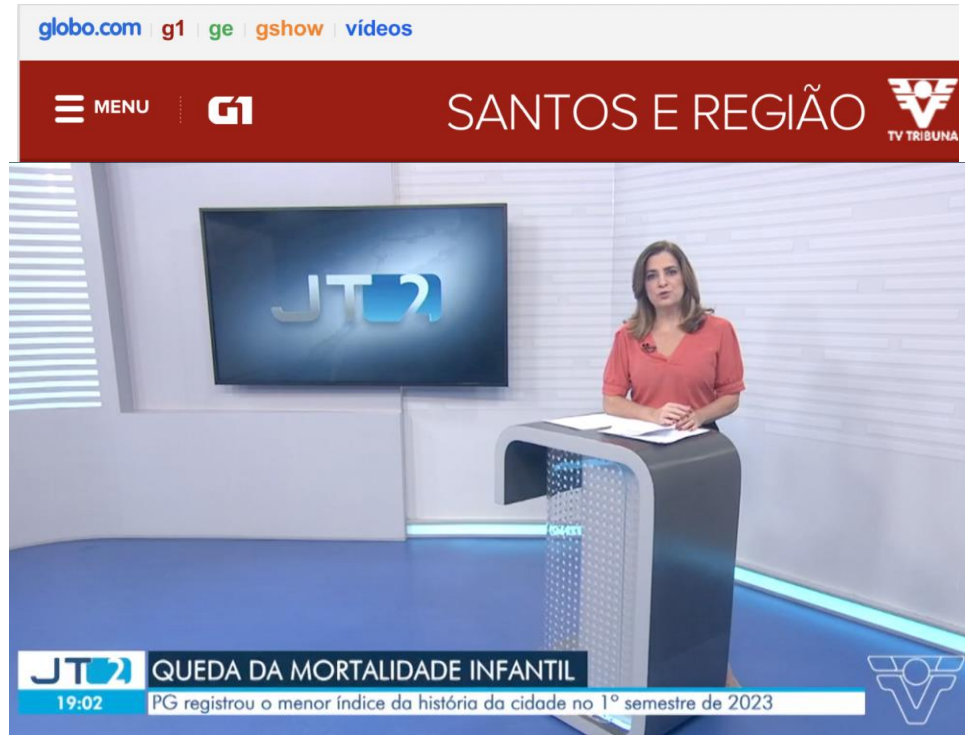 globo.com g1 ge gshow vídeos
MENU G1 SANTOS E REGIÃO
TV TRIBUNA
JT2
JT2 QUEDA DA MORTALIDADE INFANTIL
19:02 PG registrou o menor índice da história da cidade no 1º semestre de 2023